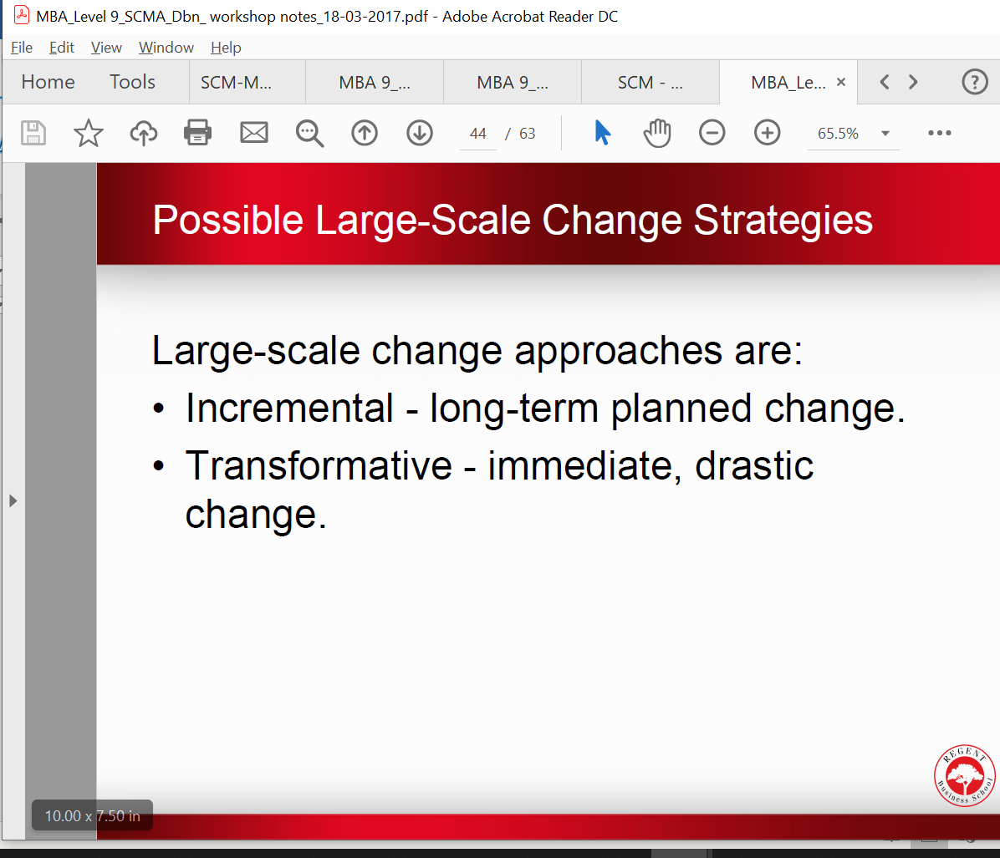 MBA_Level 9_SCMA_Dbn_ workshop notes_18-03-2017.pdf - Adobe Acrobat Reader DC
File Edit View Window Help
Home Tools SCM-M... MBA 9_... MBA 9_... SCM - ... MBA_Le... ×
44 / 63 65.5%
Possible Large-Scale Change Strategies
Large-scale change approaches are:
• Incremental - long-term planned change.
• Transformative - immediate, drastic
change.
REGENT
Business School
10.00 x 7.50 in